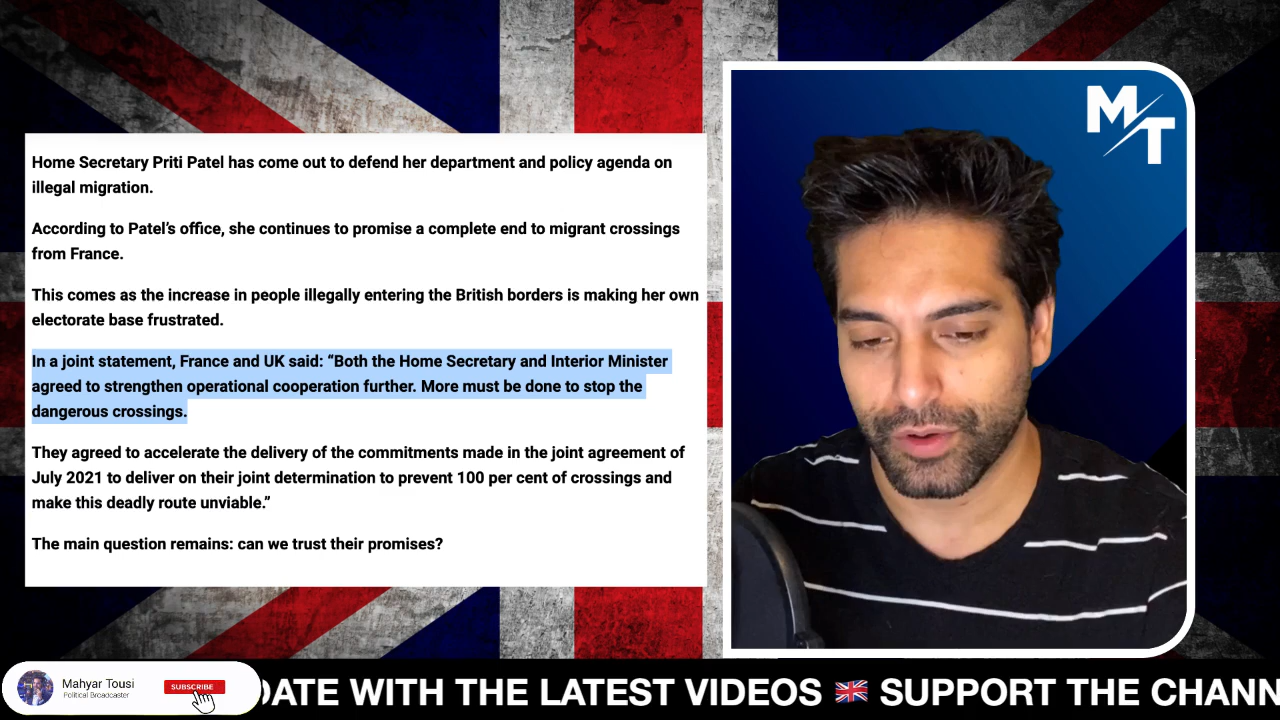 Home Secretary Priti Patel has come out to defend her department and policy agenda on
illegal migration.
According to Patel’s office, she continues to promise a complete end to migrant crossings
from France.
This comes as the increase in people illegally entering the British borders is making her own
electorate base frustrated.
In a joint statement, France and UK said: “Both the Home Secretary and Interior Minister
agreed to strengthen operational cooperation further. More must be done to stop the
dangerous crossings.
They agreed to accelerate the delivery of the commitments made in the joint agreement of
July 2021 to deliver on their joint determination to prevent 100 per cent of crossings and
make this deadly route unviable.”
The main question remains: can we trust their promises?
MT
Mahyar Tousi
Political Broadcaster
SUBSCRIBE
DATE WITH THE LATEST VIDEOS 🇬🇧 SUPPORT THE CHANN